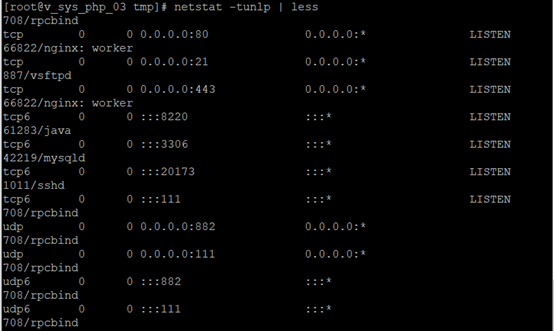 [root@v_sys_php_03 tmp]# netstat -tunlp | less
708/rpcbind
tcp        0      0 0.0.0.0:80              0.0.0.0:*               LISTEN
66822/nginx: worker
tcp        0      0 0.0.0.0:21              0.0.0.0:*               LISTEN
887/vsftpd
tcp        0      0 0.0.0.0:443             0.0.0.0:*               LISTEN
66822/nginx: worker
tcp6       0      0 :::8220                 :::*                    LISTEN
61283/java
tcp6       0      0 :::3306                 :::*                    LISTEN
42219/mysqld
tcp6       0      0 :::20173                :::*                    LISTEN
1011/sshd
tcp6       0      0 :::111                  :::*                    LISTEN
708/rpcbind
udp        0      0 0.0.0.0:882             0.0.0.0:*
708/rpcbind
udp        0      0 0.0.0.0:111             0.0.0.0:*
708/rpcbind
udp6       0      0 :::882                  :::*
708/rpcbind
udp6       0      0 :::111                  :::*
708/rpcbind